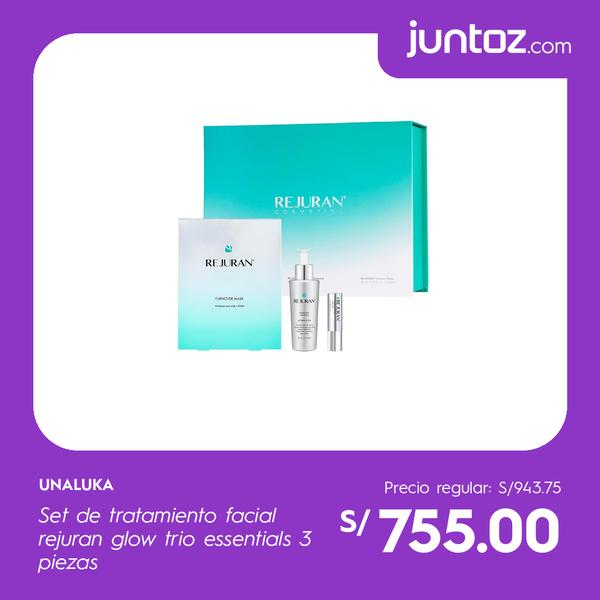 juntoz.com
REJURAN®
COSMETICS
REJURAN®
TURNOVER MASK
REJURAN®
REJURAN
UNALUKA
Set de tratamiento facial
rejuran glow trio essentials 3
piezas
Precio regular: S/943.75
S/755.00